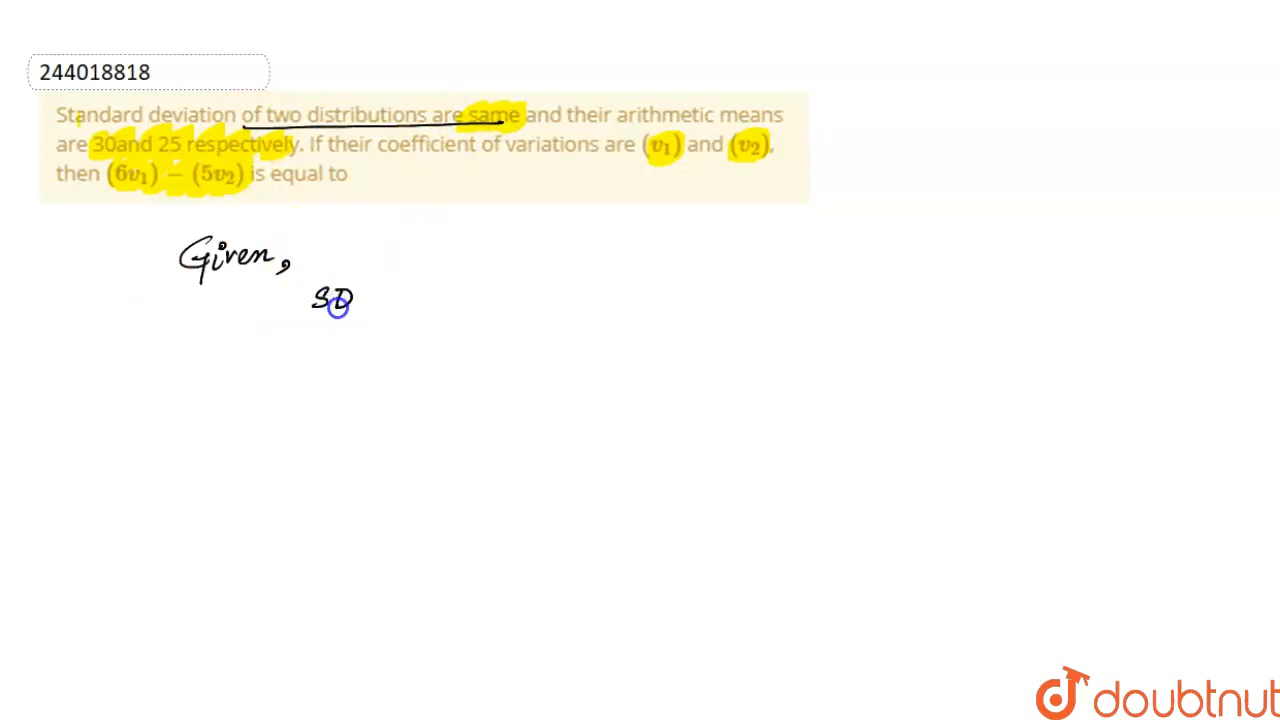 244018818
Standard deviation of two distributions are same and their arithmetic means
are 30and 25 respectively. If their coefficient of variations are (v₁) and (v₂),
then (6v₁) − (5v₂) is equal to
Given,
SD
doubtnut